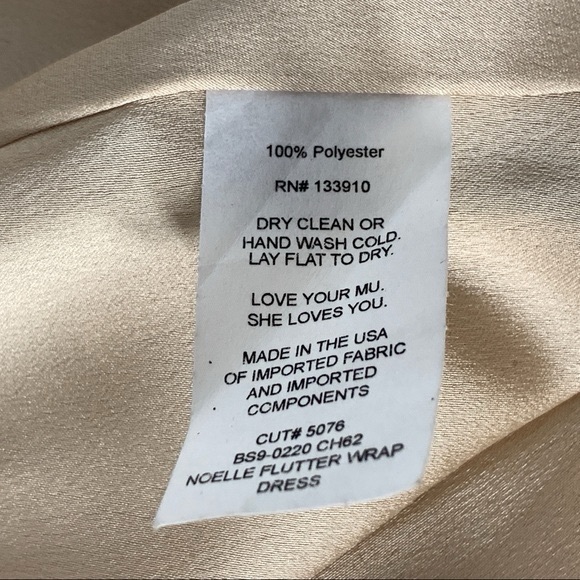 100% Polyester
RN# 133910
DRY CLEAN OR
HAND WASH COLD.
LAY FLAT TO DRY.
LOVE YOUR MU.
SHE LOVES YOU.
MADE IN THE USA
OF IMPORTED FABRIC
AND IMPORTED
COMPONENTS
CUT# 5076
BS9-0220 CH62
NOELLE FLUTTER WRAP
DRESS